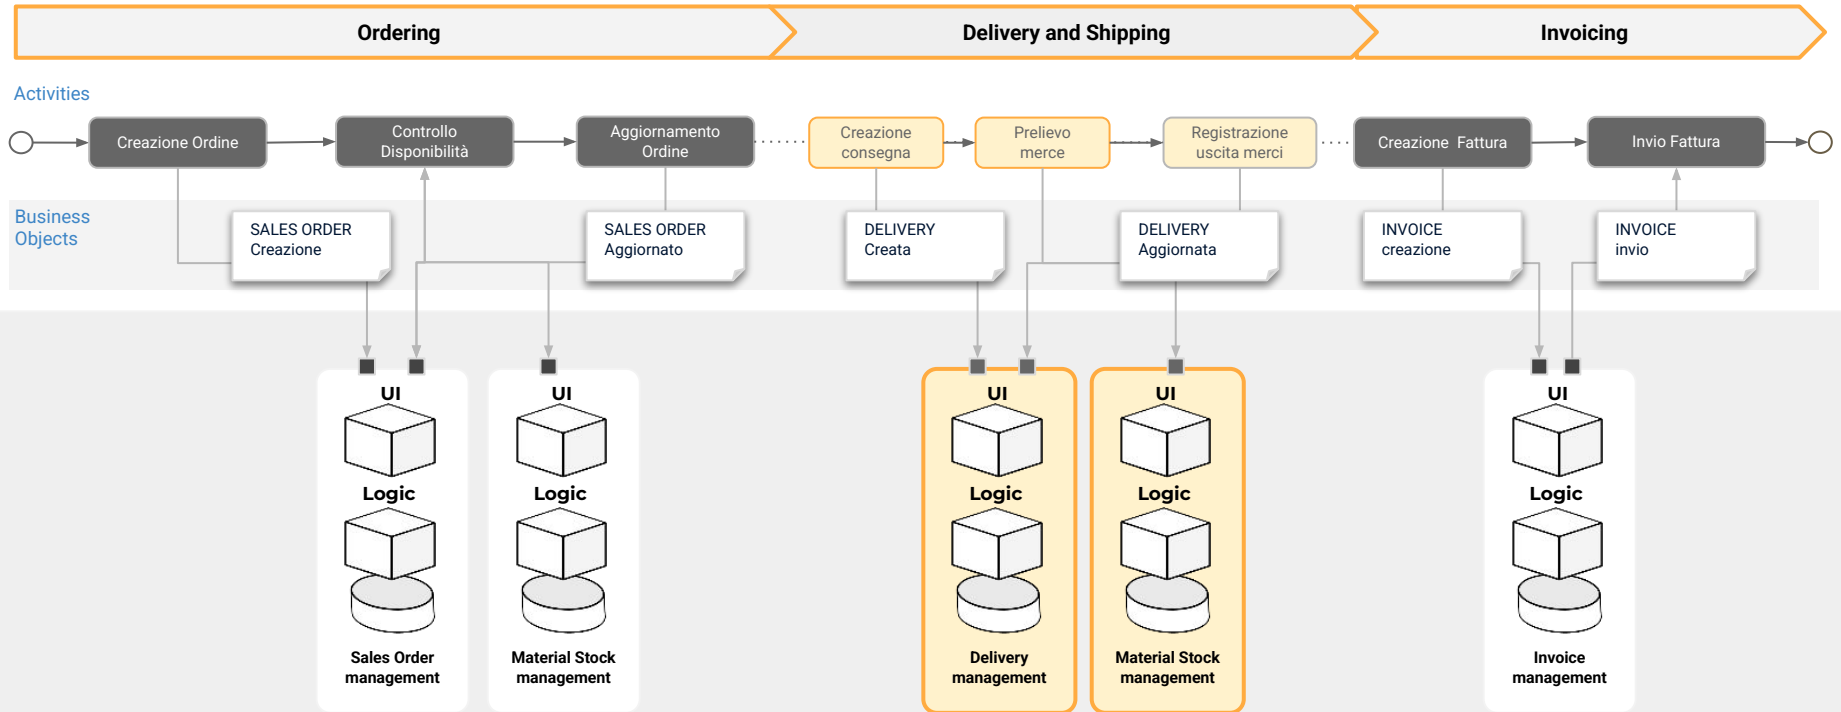 Ordering
Delivery and Shipping
Invoicing
Activities
Creazione Ordine
Controllo
Disponibilità
Aggiornamento
Ordine
Creazione
consegna
Prelievo
merce
Registrazione
uscita merci
Creazione Fattura
Invio Fattura
Business
Objects
SALES ORDER
Creazione
SALES ORDER
Aggiornato
DELIVERY
Creata
DELIVERY
Aggiornata
INVOICE
creazione
INVOICE
invio
UI
Logic
Sales Order
management
UI
Logic
Material Stock
management
UI
Logic
Delivery
management
UI
Logic
Material Stock
management
UI
Logic
Invoice
management